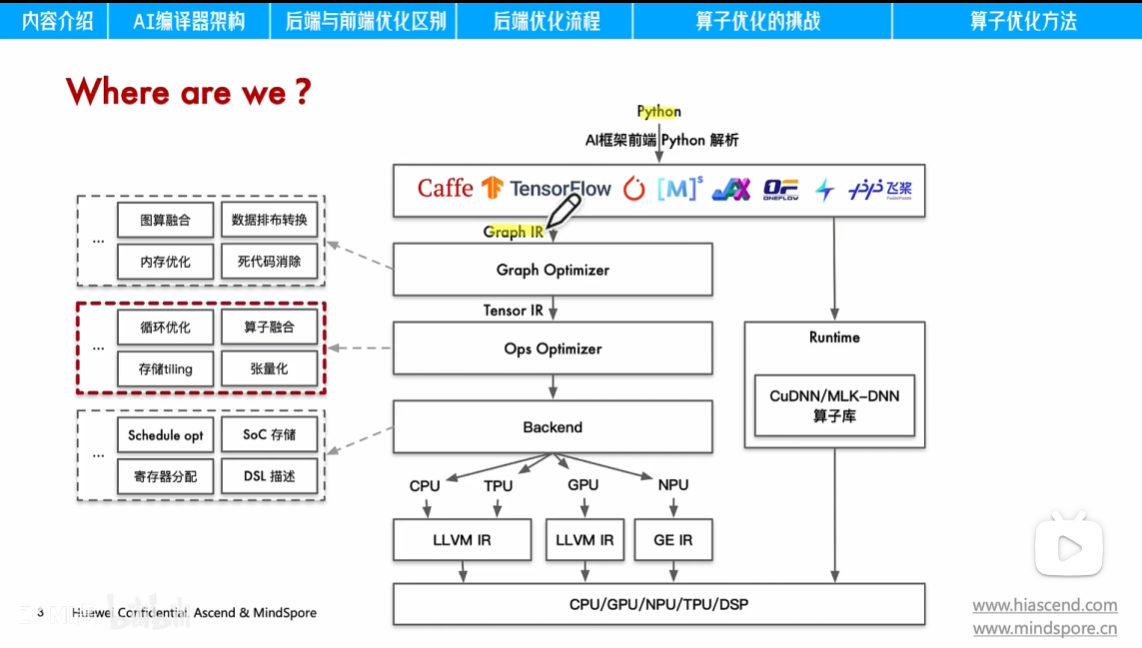 内容介绍
AI编译器架构
后端与前端优化区别
后端优化流程
算子优化的挑战
算子优化方法
Where are we？
Python
AI框架前端 Python 解析
Caffe TensorFlow [M]s JAX OF ONEFLOW 飞桨 PaddlePaddle
Graph IR
Graph Optimizer
...
图算融合
数据排布转换
内存优化
死代码消除
Tensor IR
Ops Optimizer
...
循环优化
算子融合
存储tiling
张量化
Runtime
CuDNN/MLK-DNN
算子库
Backend
...
Schedule opt
SoC 存储
寄存器分配
DSL 描述
CPU
TPU
GPU
NPU
LLVM IR
LLVM IR
GE IR
CPU/GPU/NPU/TPU/DSP
3
Huawei Confidential. Ascend & MindSpore
bilibili
www.hiascend.com
www.mindspore.cn